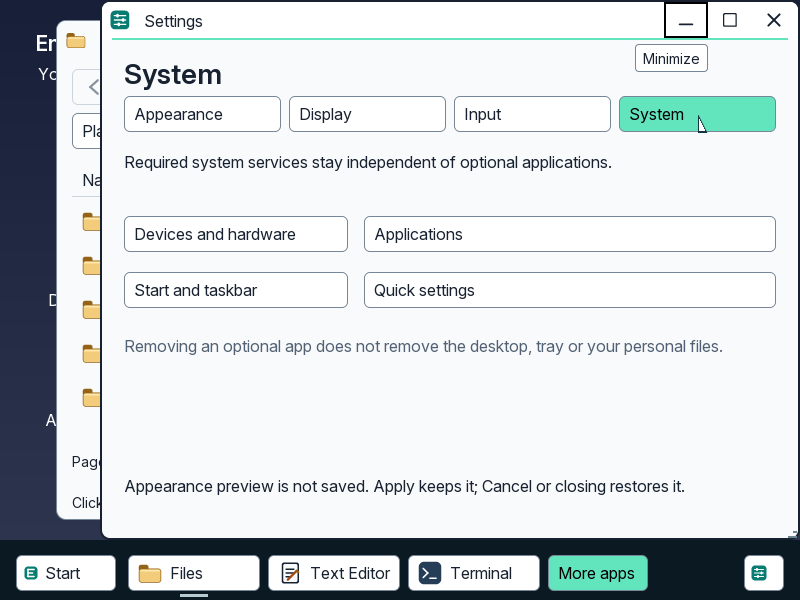 Settings
Minimize
System
Appearance
Display
Input
System
Required system services stay independent of optional applications.
Devices and hardware
Applications
Start and taskbar
Quick settings
Removing an optional app does not remove the desktop, tray or your personal files.
Appearance preview is not saved. Apply keeps it; Cancel or closing restores it.
Page
Click
Start
Files
Text Editor
Terminal
More apps